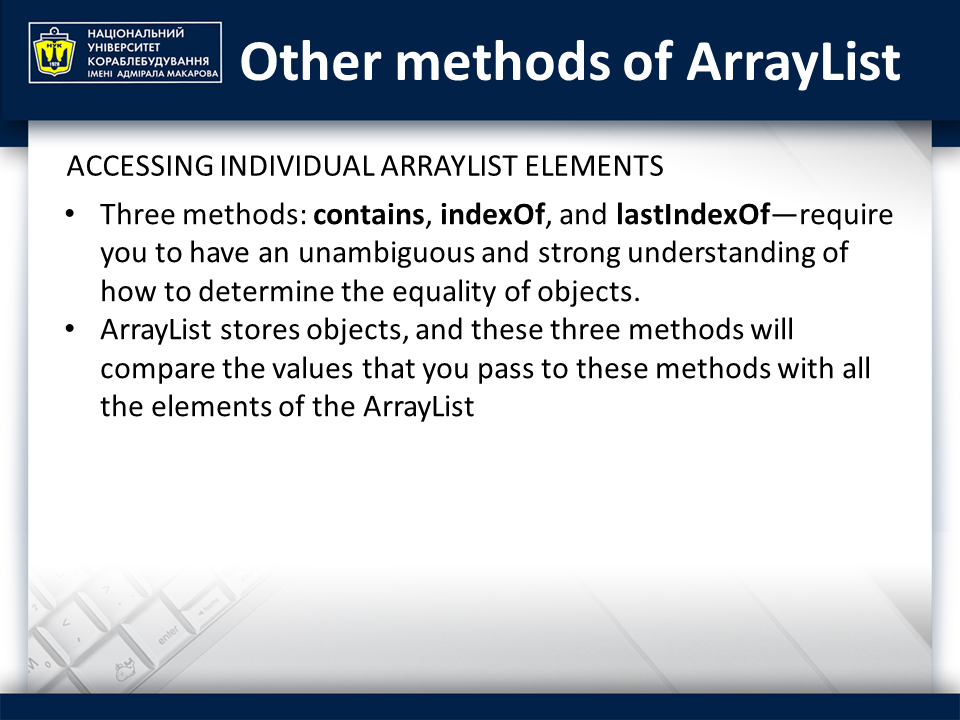 НАЦІОНАЛЬНИЙ
УНІВЕРСИТЕТ
КОРАБЛЕБУДУВАННЯ
ІМЕНІ АДМІРАЛА МАКАРОВА
НУК
1920
Other methods of ArrayList
ACCESSING INDIVIDUAL ARRAYLIST ELEMENTS
• Three methods: contains, indexOf, and lastIndexOf—require
you to have an unambiguous and strong understanding of
how to determine the equality of objects.
• ArrayList stores objects, and these three methods will
compare the values that you pass to these methods with all
the elements of the ArrayList
enter